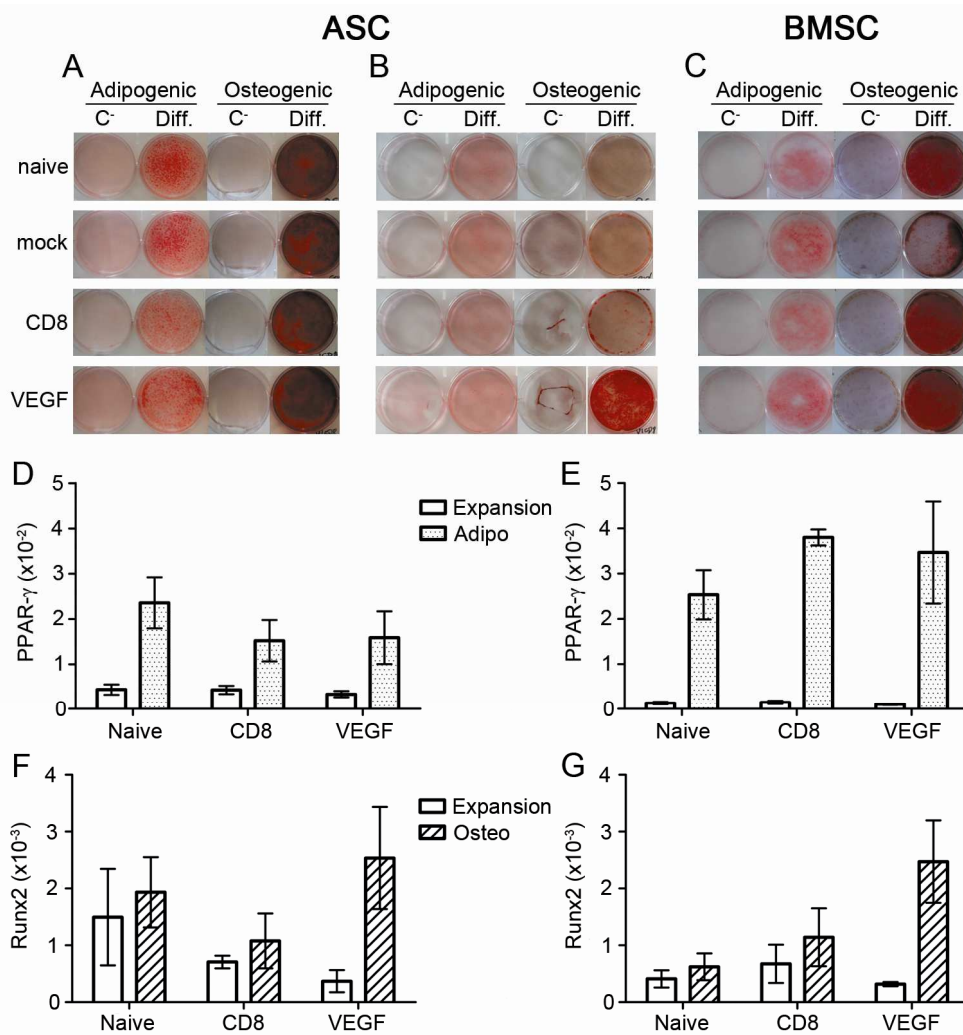 ASC BMSC
A B C
Adipogenic Osteogenic Adipogenic Osteogenic Adipogenic Osteogenic
C- Diff. C- Diff. C- Diff. C- Diff. C- Diff. C- Diff.
naive
mock
CD8
VEGF
D
PPAR-γ (x10-2)
5
4
3
2
1
0
Naive CD8 VEGF
Expansion
Adipo
E
PPAR-γ (x10-2)
5
4
3
2
1
0
Naive CD8 VEGF
F
Runx2 (x10-3)
4
3
2
1
0
Naive CD8 VEGF
Expansion
Osteo
G
Runx2 (x10-3)
4
3
2
1
0
Naive CD8 VEGF